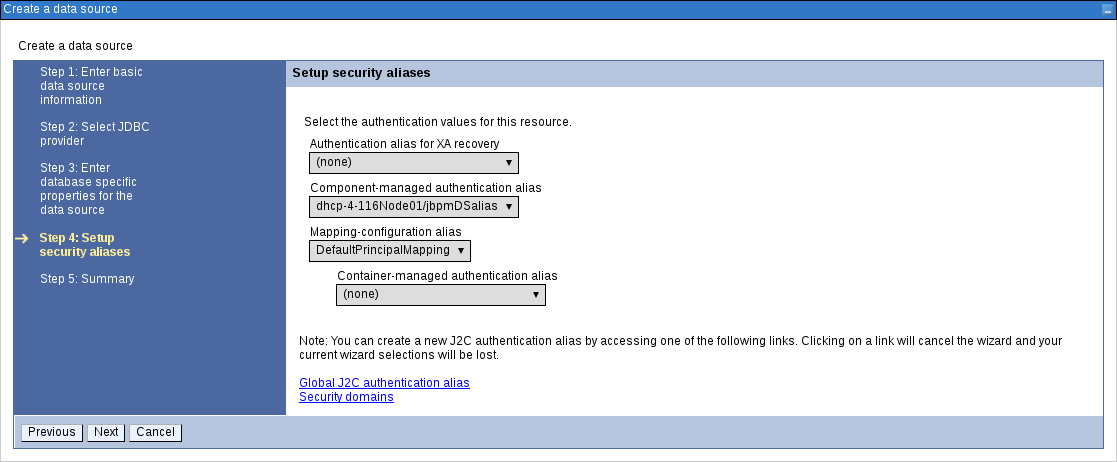 Create a data source
Create a data source
Step 1: Enter basic
data source
information
Step 2: Select JDBC
provider
Step 3: Enter
database specific
properties for the
data source
Step 4: Setup
security aliases
Step 5: Summary
Setup security aliases
Select the authentication values for this resource.
Authentication alias for XA recovery
(none)
Component-managed authentication alias
dhcp-4-116Node01/jbpmDSalias
Mapping-configuration alias
DefaultPrincipalMapping
Container-managed authentication alias
(none)
Note: You can create a new J2C authentication alias by accessing one of the following links. Clicking on a link will cancel the wizard and your
current wizard selections will be lost.
Global J2C authentication alias
Security domains
Previous Next Cancel